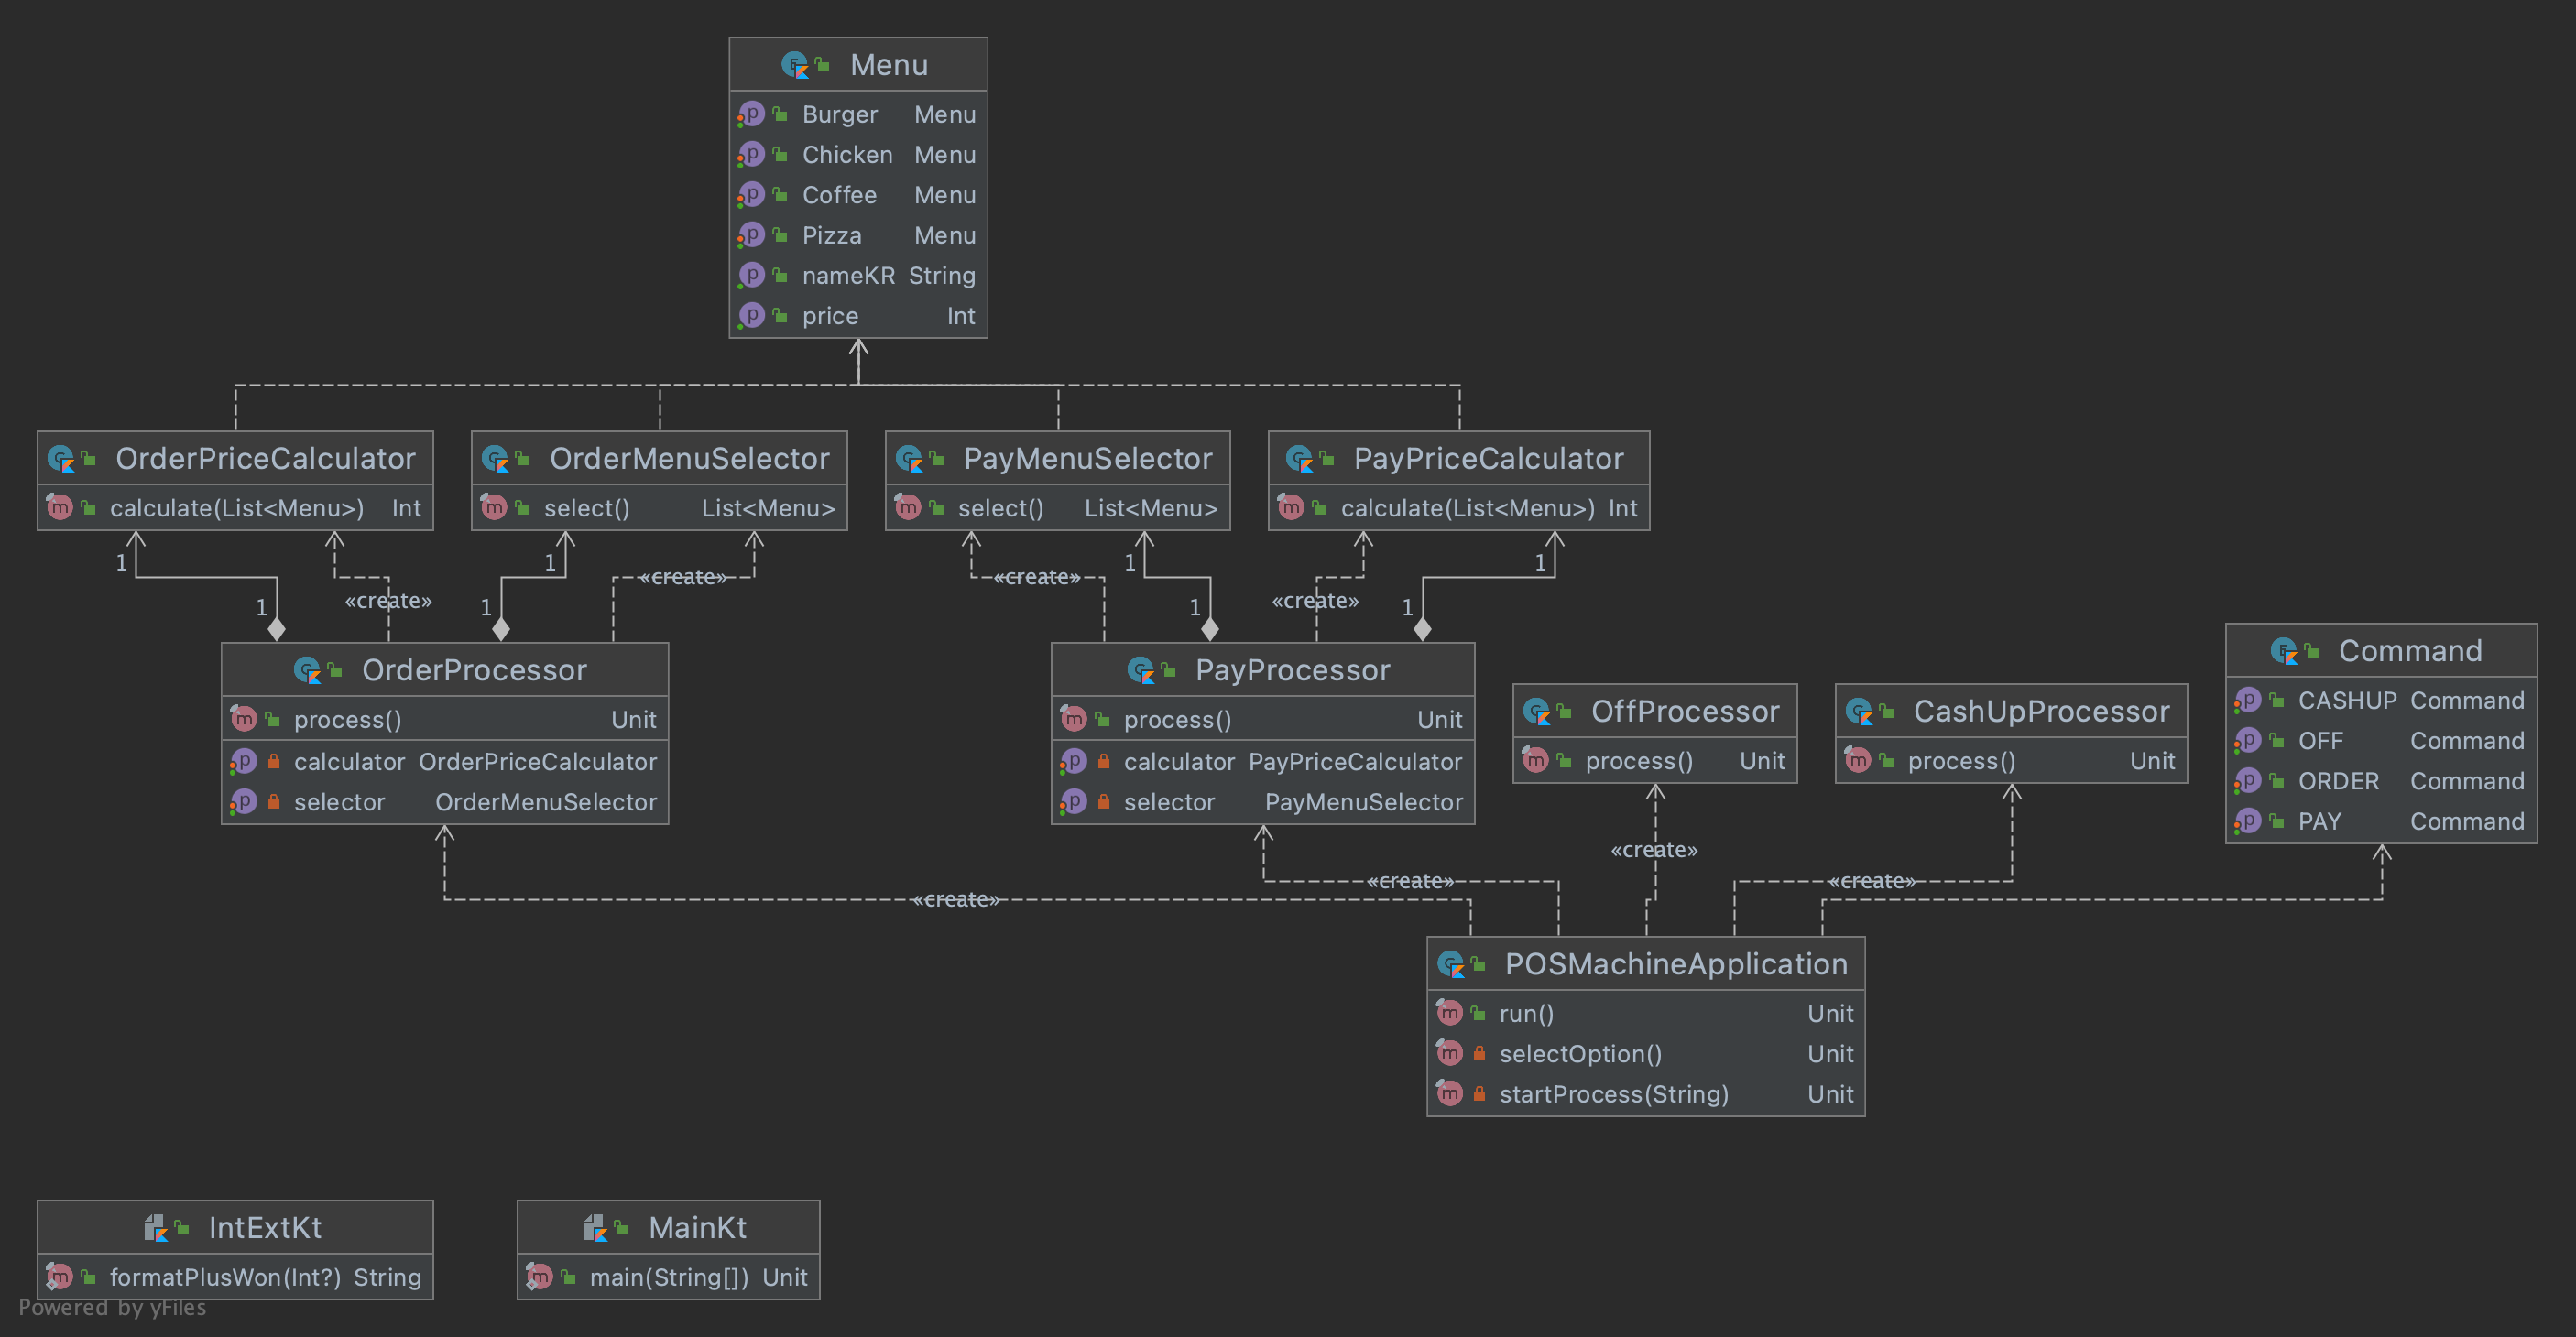 Menu
Burger Menu
Chicken Menu
Coffee Menu
Pizza Menu
nameKR String
price Int
OrderPriceCalculator
calculate(List<Menu>) Int
OrderMenuSelector
select() List<Menu>
PayMenuSelector
select() List<Menu>
PayPriceCalculator
calculate(List<Menu>) Int
1
1
«create»
1
1
«create»
«create»
1
1
«create»
1
1
OrderProcessor
process() Unit
calculator OrderPriceCalculator
selector OrderMenuSelector
PayProcessor
process() Unit
calculator PayPriceCalculator
selector PayMenuSelector
OffProcessor
process() Unit
CashUpProcessor
process() Unit
Command
CASHUP Command
OFF Command
ORDER Command
PAY Command
«create»
«create»
«create»
«create»
POSMachineApplication
run() Unit
selectOption() Unit
startProcess(String) Unit
IntExtKt
formatPlusWon(Int?) String
MainKt
main(String[]) Unit
Powered by yFiles